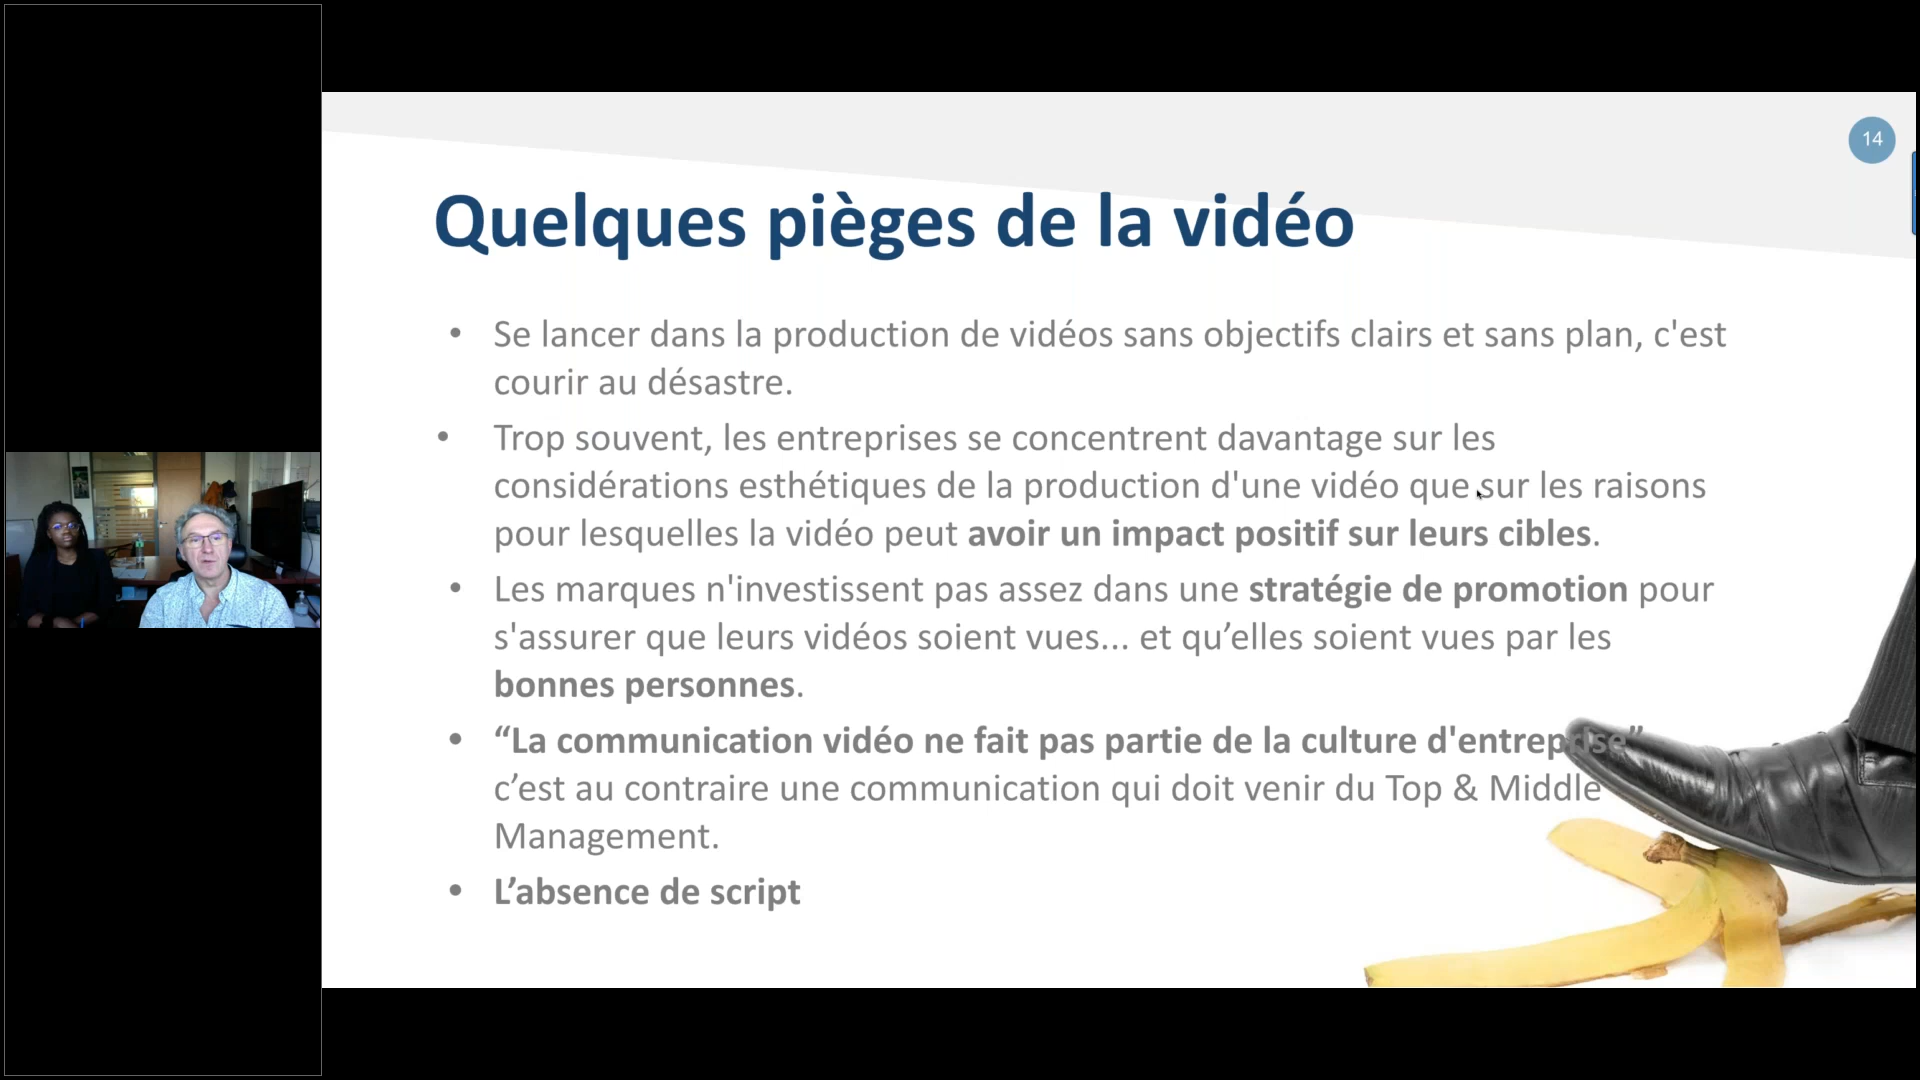 14
Quelques pièges de la vidéo
• Se lancer dans la production de vidéos sans objectifs clairs et sans plan, c'est
courir au désastre.
• Trop souvent, les entreprises se concentrent davantage sur les
considérations esthétiques de la production d'une vidéo que sur les raisons
pour lesquelles la vidéo peut avoir un impact positif sur leurs cibles.
• Les marques n'investissent pas assez dans une stratégie de promotion pour
s'assurer que leurs vidéos soient vues... et qu’elles soient vues par les
bonnes personnes.
• “La communication vidéo ne fait pas partie de la culture d'entreprise”
c’est au contraire une communication qui doit venir du Top & Middle
Management.
• L’absence de script